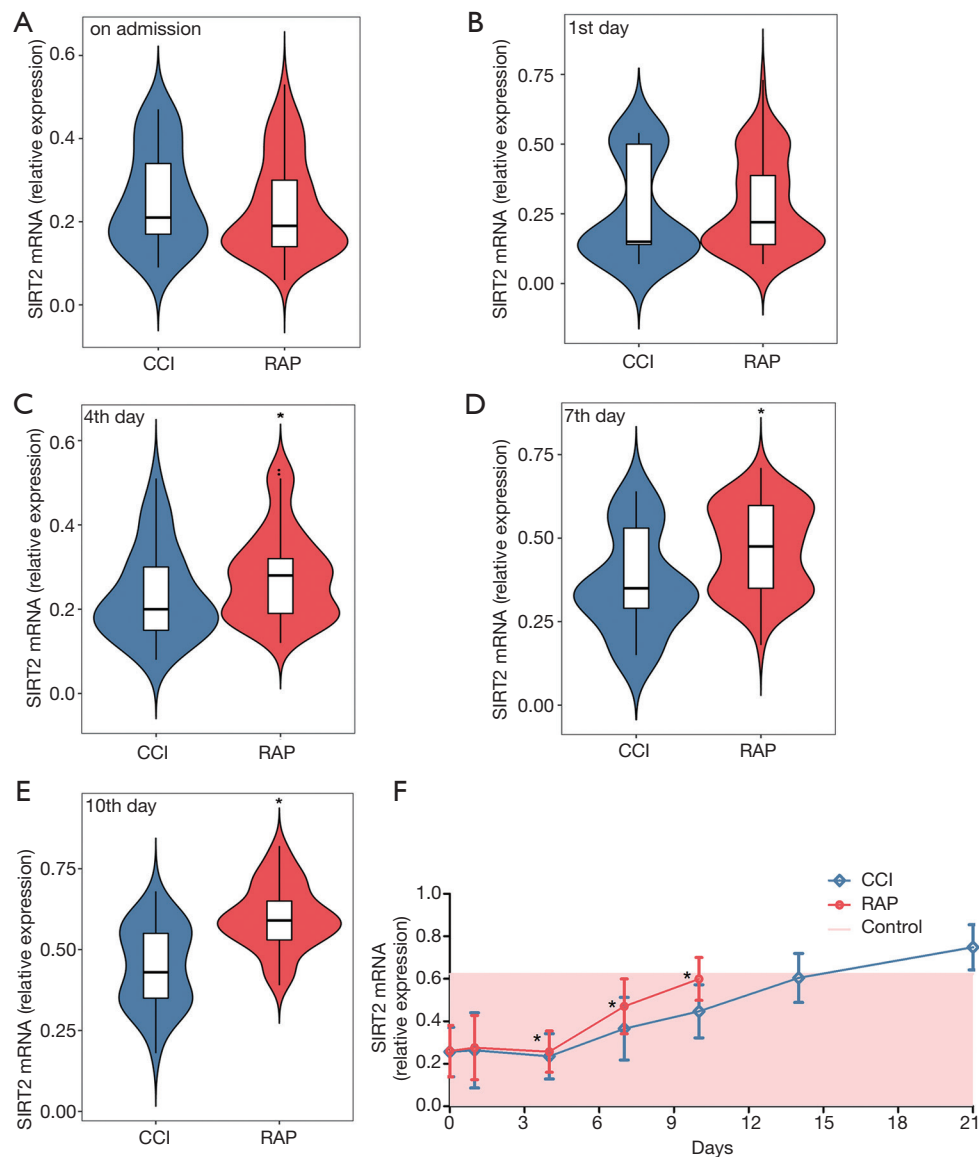 A
on admission
SIRT2 mRNA (relative expression)
0.6
0.4
0.2
0.0
CCI RAP
B
1st day
SIRT2 mRNA (relative expression)
0.75
0.50
0.25
0.00
CCI RAP
C
4th day
*
SIRT2 mRNA (relative expression)
0.6
0.4
0.2
0.0
CCI RAP
D
7th day
*
SIRT2 mRNA (relative expression)
0.75
0.50
0.25
0.00
CCI RAP
E
10th day
*
SIRT2 mRNA (relative expression)
0.75
0.50
0.25
0.00
CCI RAP
F
CCI
RAP
Control
SIRT2 mRNA
(relative expression)
1.0
0.8
0.6
0.4
0.2
0.0
* * *
0 3 6 9 12 15 18 21
Days